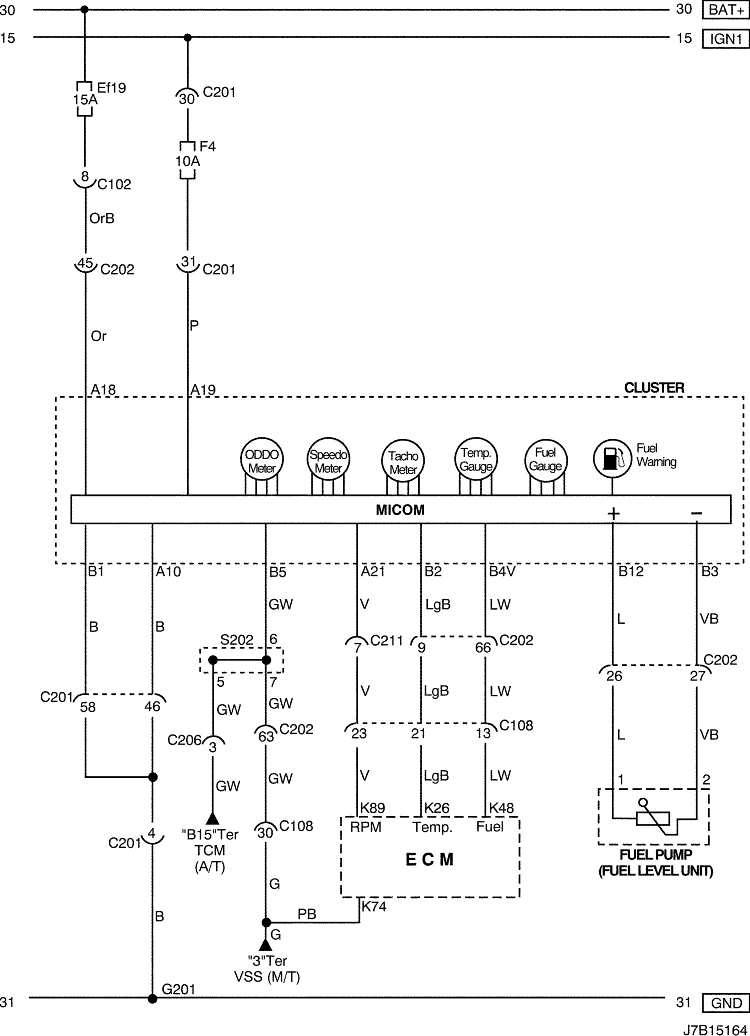 30 30 BAT+
15 15 IGN1
Ef19
15A
30 C201
F4
10A
8 C102
OrB
45 C202
31 C201
Or
P
A18 A19
CLUSTER
ODDO Meter
Speedo Meter
Tacho Meter
Temp. Gauge
Fuel Gauge
Fuel Warning
MICOM
+ −
B1 A10 B5 A21 B2 B4V B12 B3
GW V LgB LW
B B L VB
S202 6
7 C211 9 66 C202
C202
5 7
26 27
C201 58 46
GW GW V LgB LW
C206 3
63 C202
23 21 13 C108
L VB
GW GW V LgB LW
1 2
K89 K26 K48
"B15"Ter
TCM
(A/T)
30 C108
RPM Temp. Fuel
4
C201
ECM
FUEL PUMP
(FUEL LEVEL UNIT)
G
K74
B
PB
G
"3"Ter
VSS (M/T)
G201
31 31 GND
J7B15164